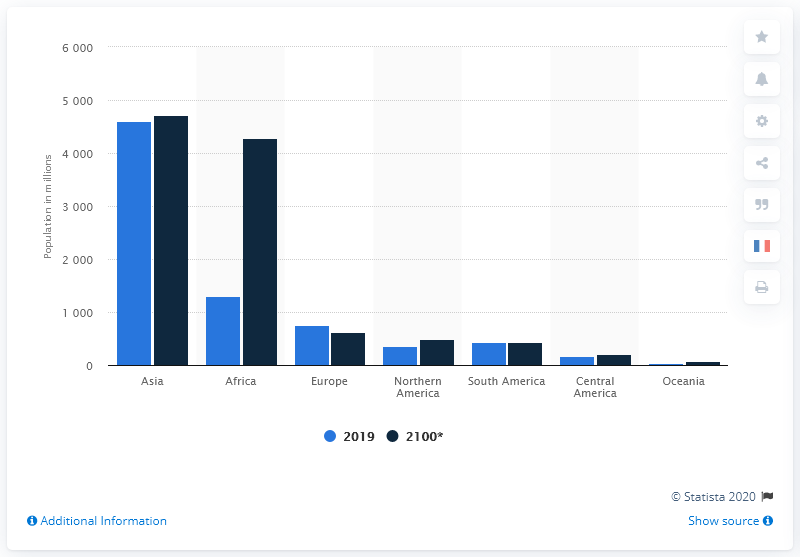 6 000
5 000
4 000
3 000
2 000
1 000
0
Population in millions
Asia
Africa
Europe
Northern
America
South America
Central
America
Oceania
2019
2100*
© Statista 2020
Additional Information
Show source